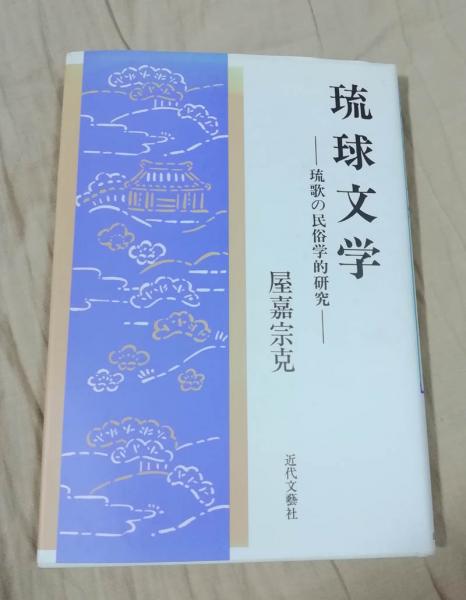 琉球文学
―琉歌の民俗学的研究―
屋嘉宗克
近代文藝社